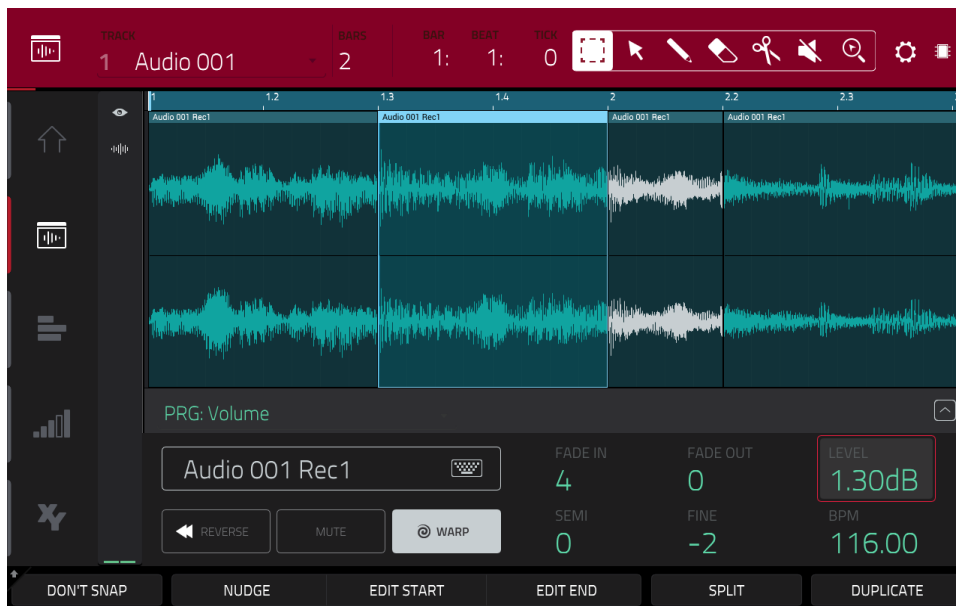 TRACK BARS BAR BEAT TICK
1 Audio 001 2 1: 1: 0
1 1.2 1.3 1.4 2 2.2 2.3
Audio 001 Rec1 Audio 001 Rec1 Audio 001 Rec1 Audio 001 Rec1
PRG: Volume
FADE IN FADE OUT LEVEL
Audio 001 Rec1 4 0 1.30dB
SEMI FINE BPM
REVERSE MUTE WARP 0 -2 116.00
XY
DON'T SNAP NUDGE EDIT START EDIT END SPLIT DUPLICATE